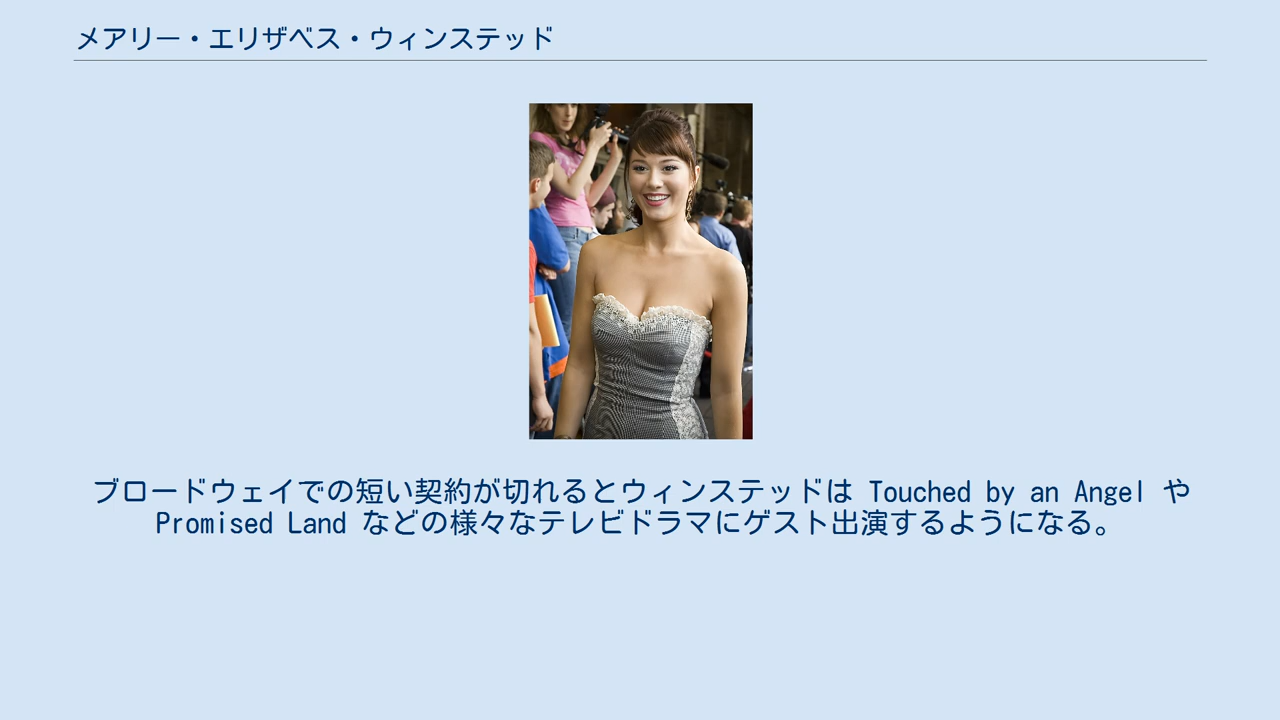 メアリー・エリザベス・ウィンステッド
ブロードウェイでの短い契約が切れるとウィンステッドは Touched by an Angel や
Promised Land などの様々なテレビドラマにゲスト出演するようになる。